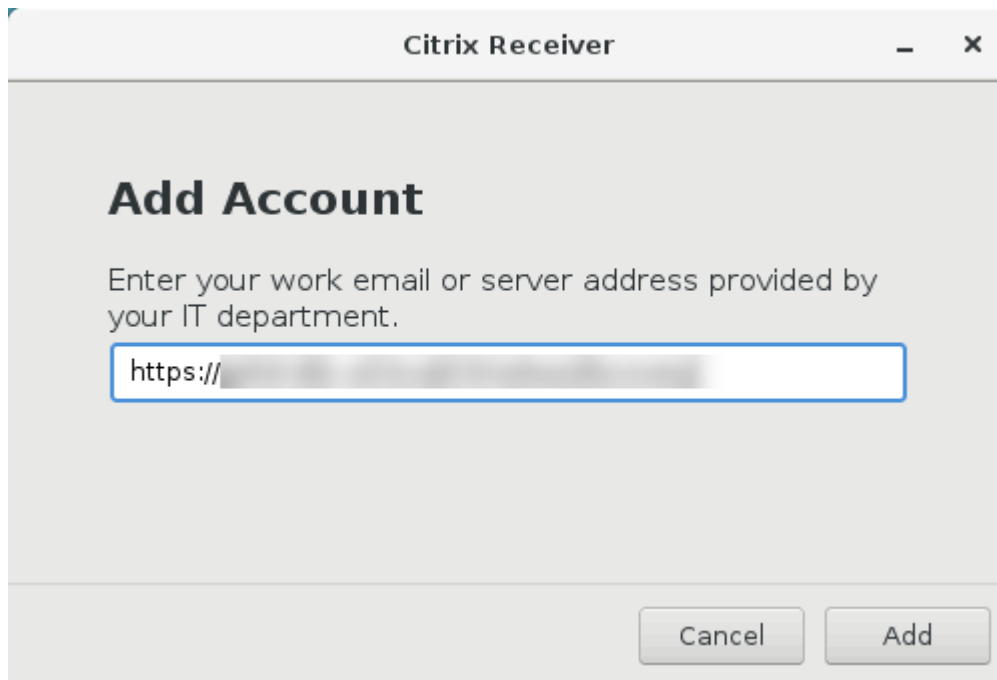 Citrix Receiver
Add Account
Enter your work email or server address provided by
your IT department.
https://
Cancel
Add